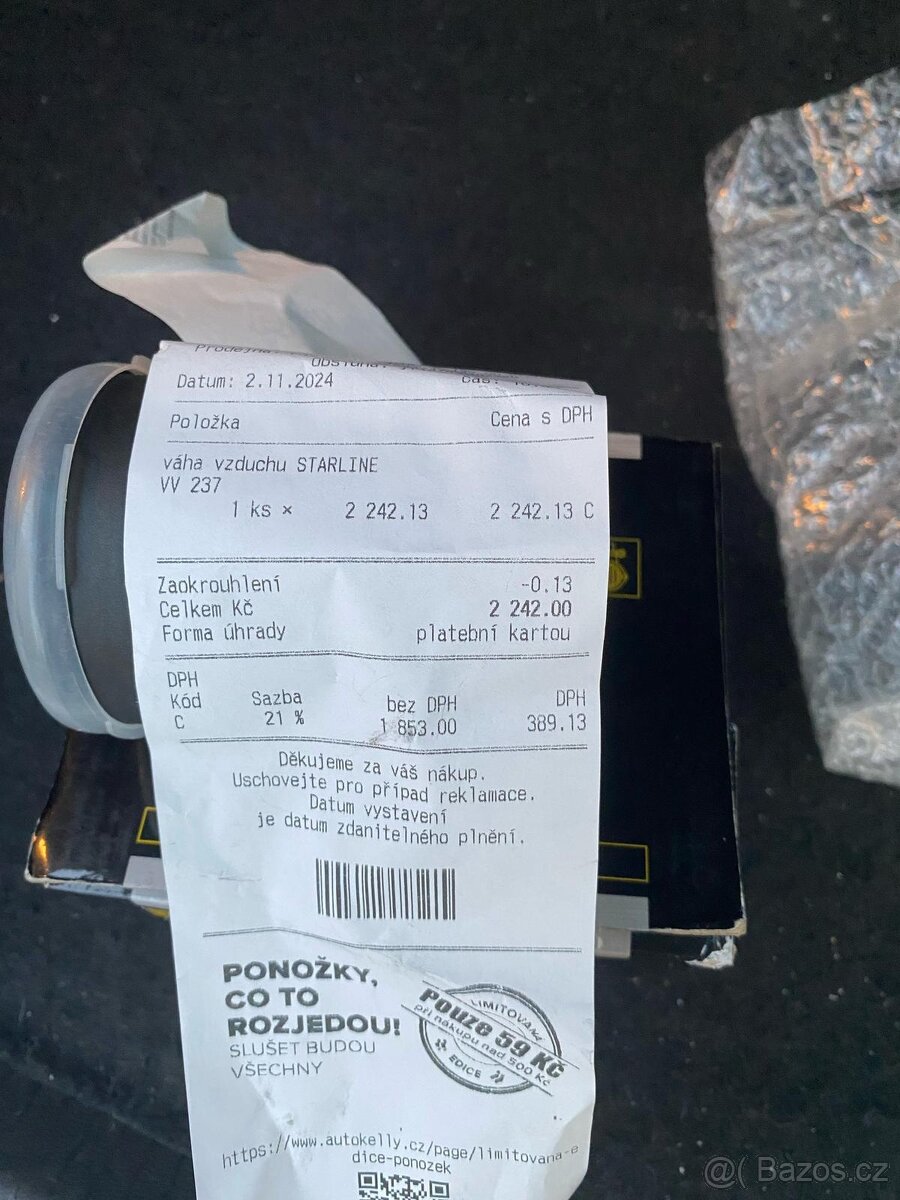 Datum: 2.11.2024
Položka Cena s DPH
váha vzduchu STARLINE
VV 237
1 ks × 2 242.13 2 242.13 C
Zaokrouhlení -0.13
Celkem Kč 2 242.00
Forma úhrady platební kartou
DPH
Kód Sazba bez DPH DPH
C 21 % 1 853.00 389.13
Děkujeme za váš nákup.
Uschovejte pro případ reklamace.
Datum vystavení
je datum zdanitelného plnění.
PONOŽKY,
CO TO
ROZJEDOU!
SLUŠET BUDOU
VŠECHNY
LIMITOVANÁ
Pouze 59 Kč
při nákupu nad 500 Kč
EDICE
https://www.autokelly.cz/page/limitovana-e
dice-ponozek
@( Bazos.cz